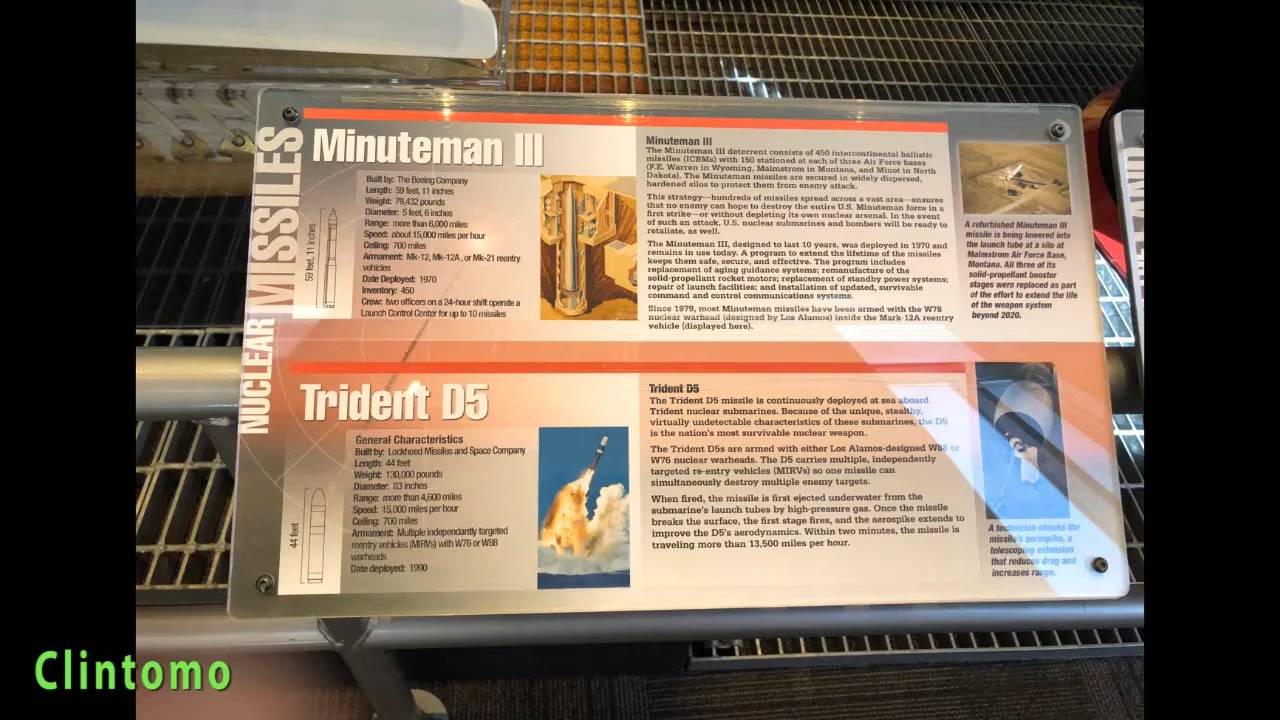 NUCLEAR MISSILES
Minuteman III
59 feet, 11 inches
Built by: The Boeing Company
Length: 59 feet, 11 inches
Weight: 79,432 pounds
Diameter: 5 feet, 6 inches
Range: more than 6,000 miles
Speed: about 15,000 miles per hour
Ceiling: 700 miles
Armament: Mk-12, Mk-12A, or Mk-21 reentry
vehicles
Date Deployed: 1970
Inventory: 450
Crew: two officers on a 24-hour shift operate a
Launch Control Center for up to 10 missiles
Minuteman III
The Minuteman III deterrent consists of 450 intercontinental ballistic
missiles (ICBMs) with 150 stationed at each of three Air Force bases
(F.E. Warren in Wyoming, Malmstrom in Montana, and Minot in North
Dakota). The Minuteman missiles are secured in widely dispersed,
hardened silos to protect them from enemy attack.
This strategy—hundreds of missiles spread across a vast area—ensures
that no enemy can hope to destroy the entire U.S. Minuteman force in a
first strike—or without depleting its own nuclear arsenal. In the event
of such an attack, U.S. nuclear submarines and bombers will be ready to
retaliate, as well.
The Minuteman III, designed to last 10 years, was deployed in 1970 and
remains in use today. A program to extend the lifetime of the missiles
keeps them safe, secure, and effective. The program includes
replacement of aging guidance systems; remanufacture of the
solid-propellant rocket motors; replacement of standby power systems;
repair of launch facilities; and installation of updated, survivable
command and control communications systems.
Since 1979, most Minuteman missiles have been armed with the W78
nuclear warhead (designed by Los Alamos) inside the Mark-12A reentry
vehicle (displayed here).
A refurbished Minuteman III
missile is being lowered into
the launch tube at a silo at
Malmstrom Air Force Base,
Montana. All three of its
solid-propellant booster
stages were replaced as part
of the effort to extend the life
of the weapon system
beyond 2020.
Trident D5
44 feet
General Characteristics
Built by: Lockheed Missiles and Space Company
Length: 44 feet
Weight: 130,000 pounds
Diameter: 83 inches
Range: more than 4,600 miles
Speed: 15,000 miles per hour
Ceiling: 700 miles
Armament: Multiple independantly targeted
reentry vehicles (MIRVs) with W76 or W88
warheads
Date deployed: 1990
Trident D5
The Trident D5 missile is continuously deployed at sea aboard
Trident nuclear submarines. Because of the unique, stealthy,
virtually undetectable characteristics of these submarines, the D5
is the nation's most survivable nuclear weapon.
The Trident D5s are armed with either Los Alamos-designed W88 or
W76 nuclear warheads. The D5 carries multiple, independently
targeted re-entry vehicles (MIRVs) so one missile can
simultaneously destroy multiple enemy targets.
When fired, the missile is first ejected underwater from the
submarine's launch tubes by high-pressure gas. Once the missile
breaks the surface, the first stage fires, and the aerospike extends to
improve the D5's aerodynamics. Within two minutes, the missile is
traveling more than 13,500 miles per hour.
A technician checks the
missile's aerospike, a
telescoping extension
that reduces drag and
increases range.
Clintomo